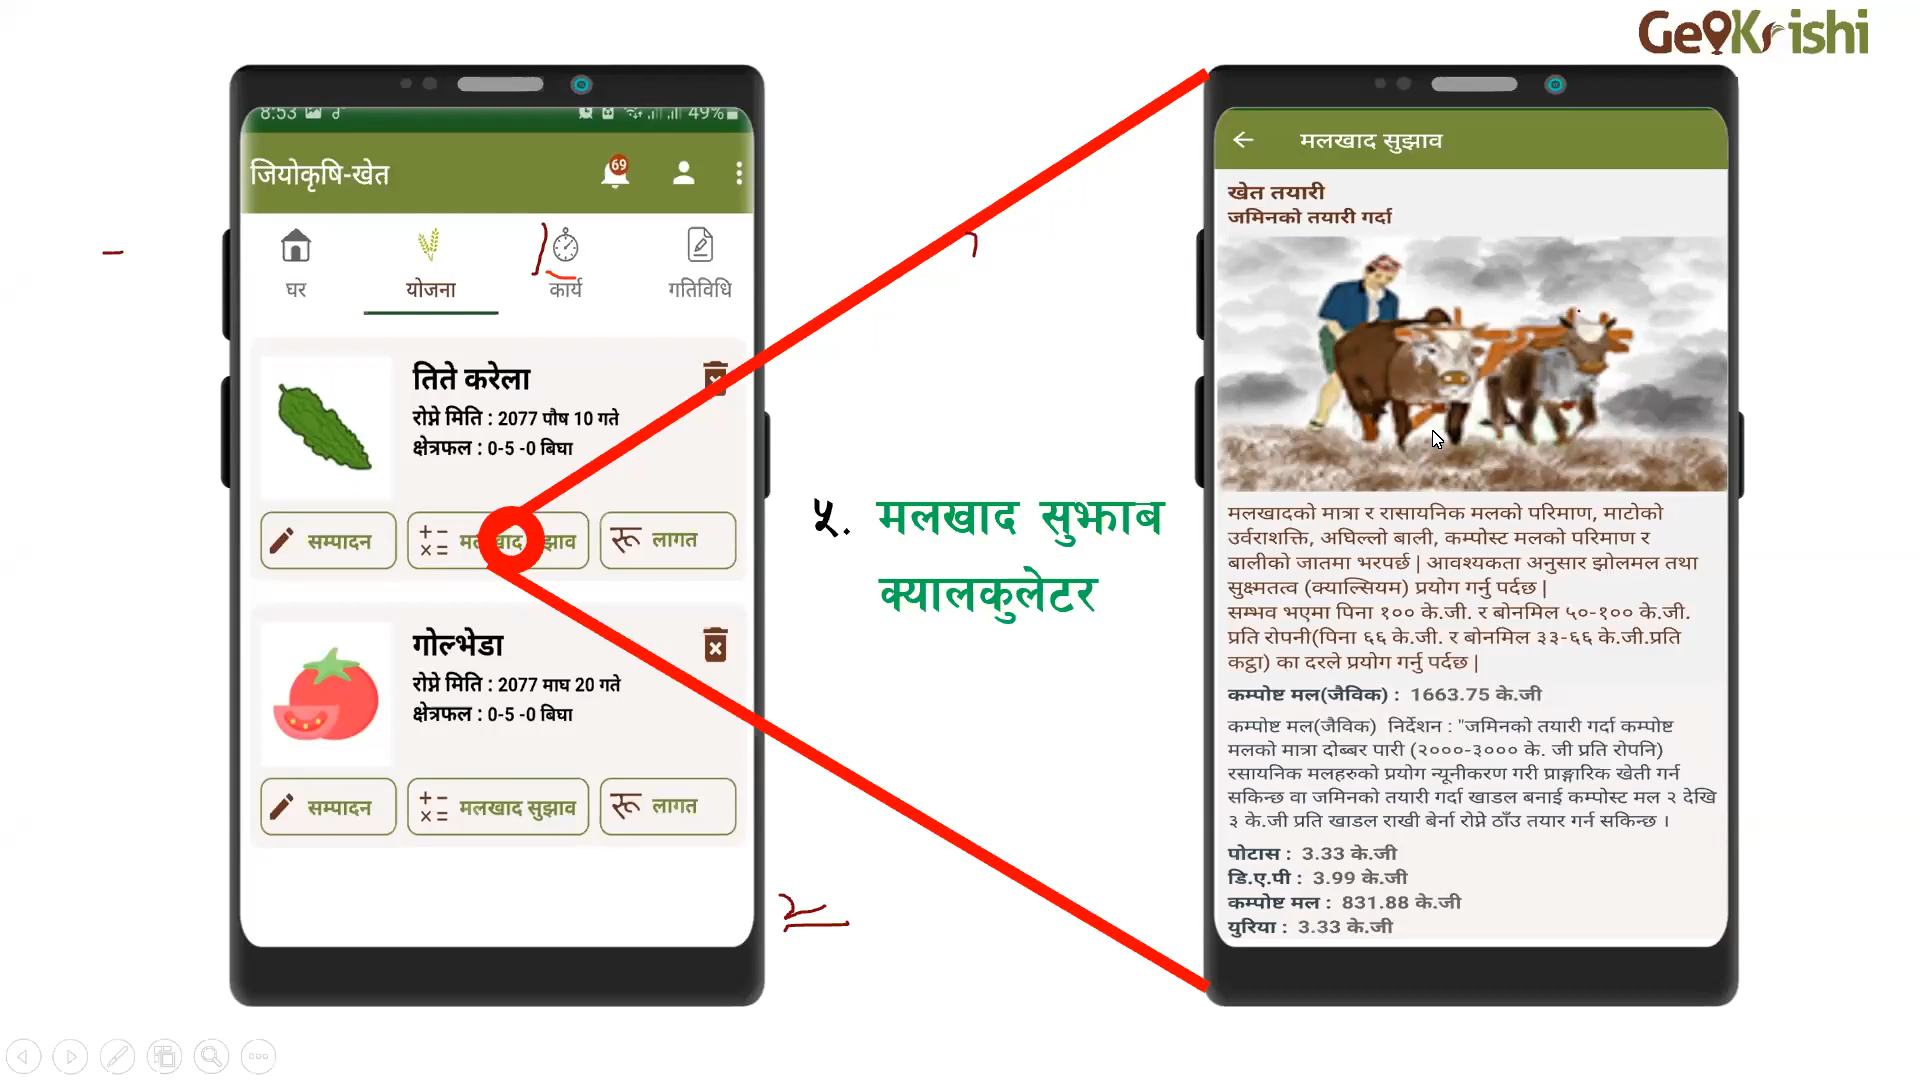 GeoKrishi
8:53 49%
जियोकृषि-खेत
69
घर योजना कार्य गतिविधि
तिते करेला
रोप्ने मिति : 2077 पौष 10 गते
क्षेत्रफल : 0-5 -0 बिघा
सम्पादन मलखाद सुझाव लागत
गोल्भेडा
रोप्ने मिति : 2077 माघ 20 गते
क्षेत्रफल : 0-5 -0 बिघा
सम्पादन मलखाद सुझाव लागत
५. मलखाद सुझाब
क्यालकुलेटर
२
मलखाद सुझाव
खेत तयारी
जमिनको तयारी गर्दा
मलखादको मात्रा र रासायनिक मलको परिमाण, माटोको
उर्वराशक्ति, अघिल्लो बाली, कम्पोस्ट मलको परिमाण र
बालीको जातमा भरपर्छ | आवश्यकता अनुसार झोलमल तथा
सुक्ष्मतत्व (क्याल्सियम) प्रयोग गर्नु पर्दछ |
सम्भव भएमा पिना १०० के.जी. र बोनमिल ५०-१०० के.जी.
प्रति रोपनी(पिना ६६ के.जी. र बोनमिल ३३-६६ के.जी.प्रति
कट्ठा) का दरले प्रयोग गर्नु पर्दछ |
कम्पोष्ट मल(जैविक) : 1663.75 के.जी
कम्पोष्ट मल(जैविक) निर्देशन : "जमिनको तयारी गर्दा कम्पोष्ट
मलको मात्रा दोब्बर पारी (२०००-३००० के. जी प्रति रोपनि)
रसायनिक मलहरुको प्रयोग न्यूनीकरण गरी प्राङ्गारिक खेती गर्न
सकिन्छ वा जमिनको तयारी गर्दा खाडल बनाई कम्पोस्ट मल २ देखि
३ के.जी प्रति खाडल राखी बेर्ना रोप्ने ठाँउ तयार गर्न सकिन्छ ।
पोटास : 3.33 के.जी
डि.ए.पी : 3.99 के.जी
कम्पोष्ट मल : 831.88 के.जी
युरिया : 3.33 के.जी